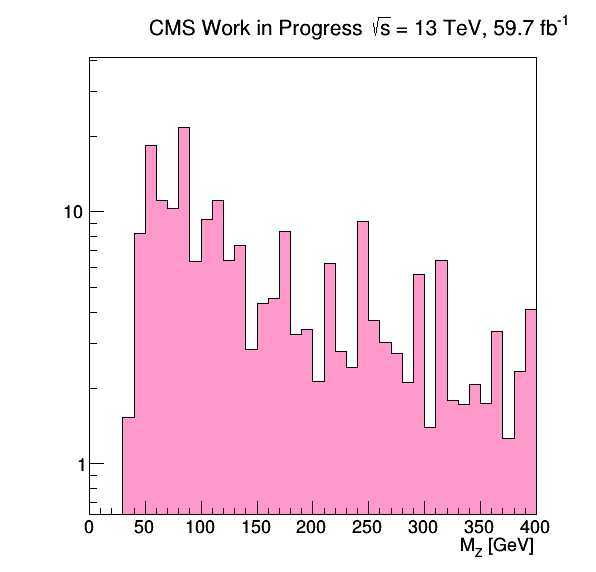 CMS Work in Progress √s = 13 TeV, 59.7 fb⁻¹
10
1
0 50 100 150 200 250 300 350 400
M_Z [GeV]